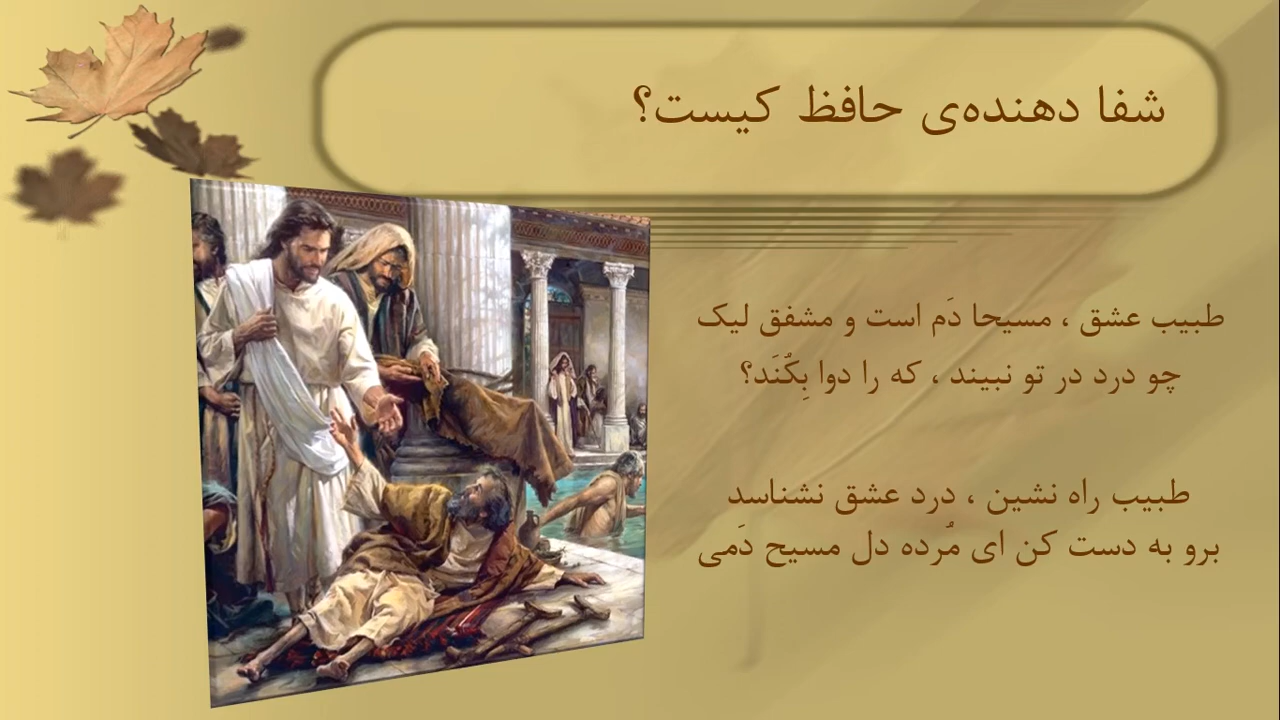 شفا دهنده‌ی حافظ کیست؟
طبیب عشق ، مسیحا دَم است و مشفق لیک
چو درد در تو نبیند ، که را دوا بِکُنَد؟
طبیب راه نشین ، درد عشق نشناسد
برو به دست کن ای مُرده دل مسیح دَمی